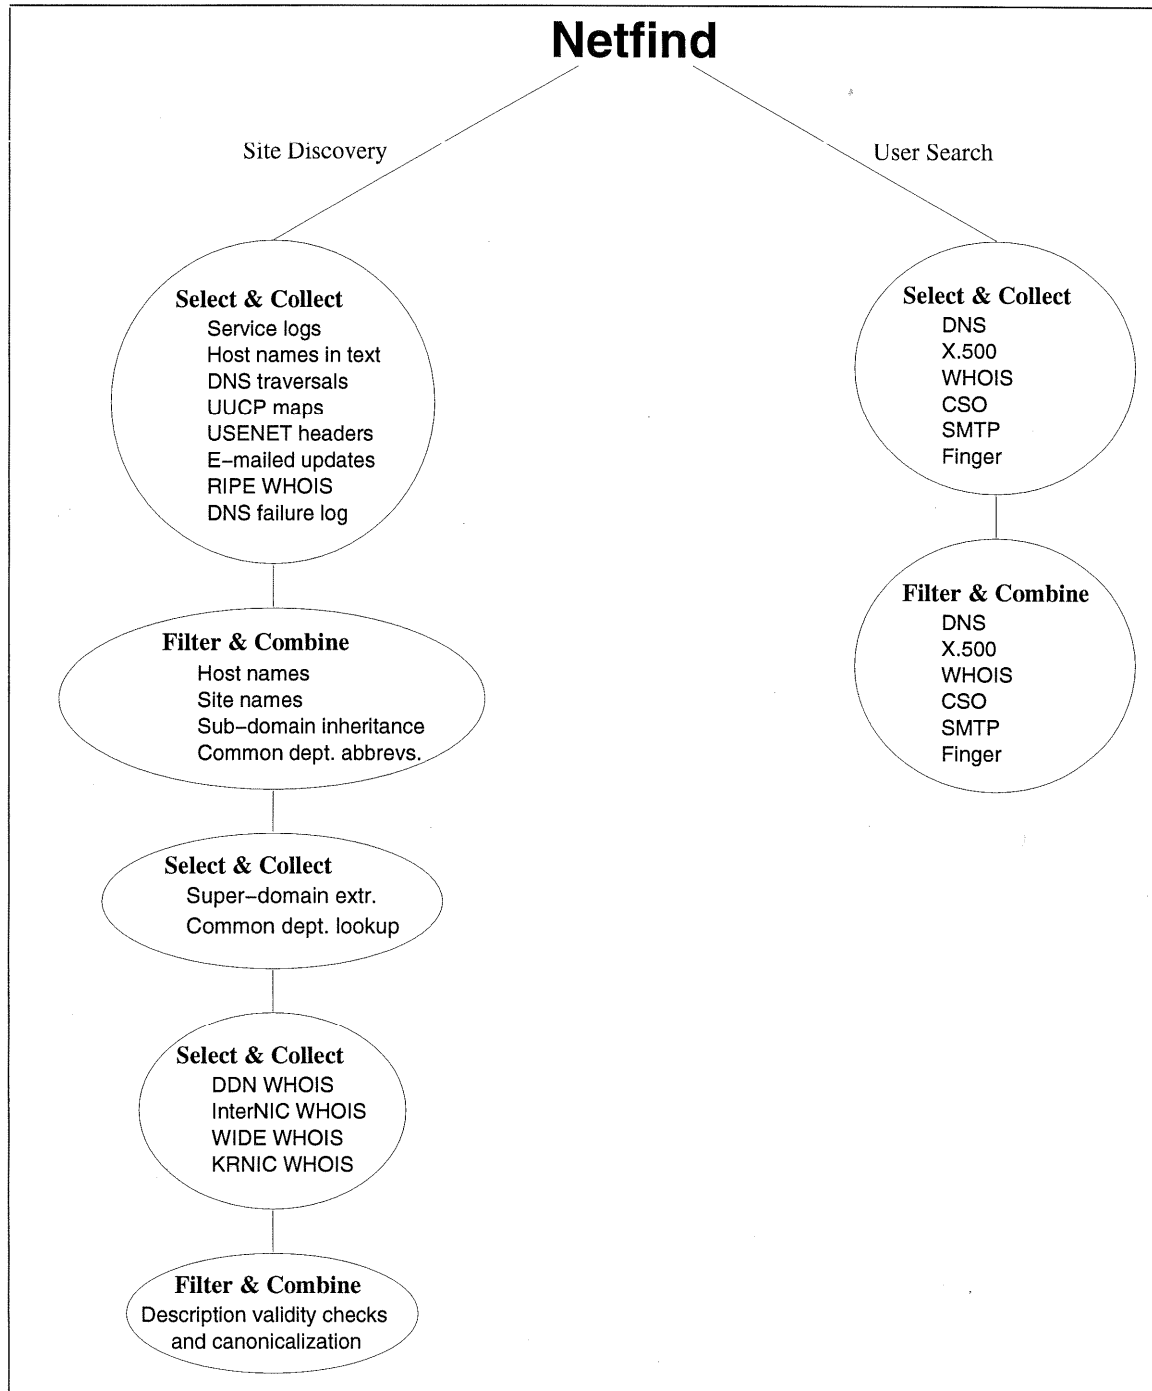 Netfind
Site Discovery
User Search
Select & Collect
Service logs
Host names in text
DNS traversals
UUCP maps
USENET headers
E–mailed updates
RIPE WHOIS
DNS failure log
Filter & Combine
Host names
Site names
Sub–domain inheritance
Common dept. abbrevs.
Select & Collect
Super–domain extr.
Common dept. lookup
Select & Collect
DDN WHOIS
InterNIC WHOIS
WIDE WHOIS
KRNIC WHOIS
Filter & Combine
Description validity checks
and canonicalization
Select & Collect
DNS
X.500
WHOIS
CSO
SMTP
Finger
Filter & Combine
DNS
X.500
WHOIS
CSO
SMTP
Finger